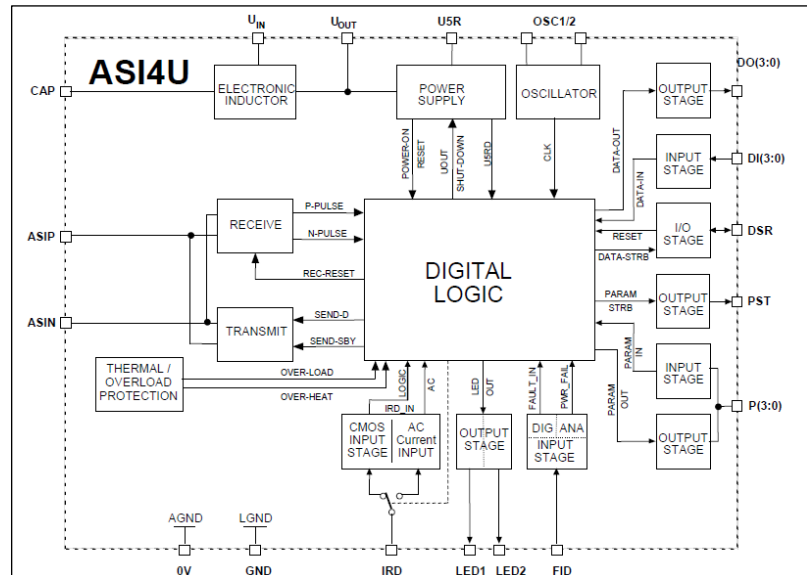 U_IN U_OUT U5R OSC1/2
ASI4U
DO(3:0)
CAP
ELECTRONIC
INDUCTOR
POWER
SUPPLY
OSCILLATOR
OUTPUT
STAGE
POWER-ON
RESET
UOUT
SHUT-DOWN
U5RD
CLK
DATA-OUT
DATA-IN
INPUT
STAGE
DI(3:0)
ASIP
RECEIVE
P-PULSE
N-PULSE
REC-RESET
DIGITAL
LOGIC
RESET
DATA-STRB
I/O
STAGE
DSR
ASIN
TRANSMIT
SEND-D
SEND-SBY
PARAM
STRB
OUTPUT
STAGE
PST
THERMAL /
OVERLOAD
PROTECTION
OVER-LOAD
OVER-HEAT
LOGIC
IRD_IN
AC
LED
OUT
FAULT_IN
PWR_FAIL
PARAM
OUT
PARAM
IN
INPUT
STAGE
P(3:0)
OUTPUT
STAGE
CMOS
INPUT
STAGE
AC
Current
INPUT
OUTPUT
STAGE
DIG ANA
INPUT
STAGE
AGND LGND
0V GND IRD LED1 LED2 FID